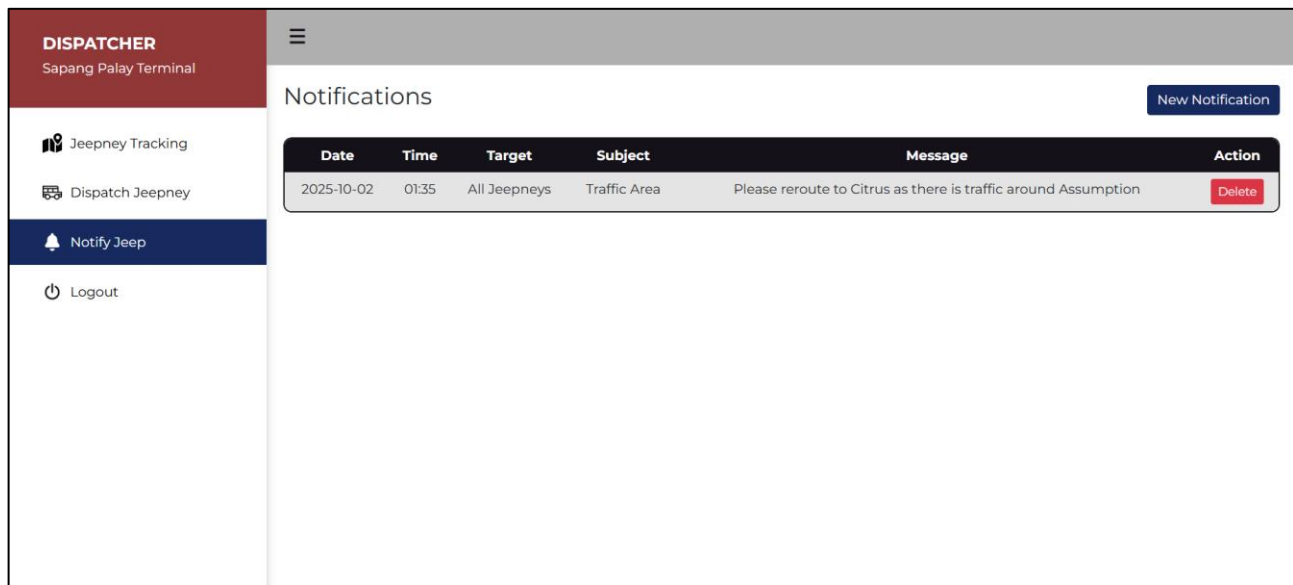 DISPATCHER
Sapang Palay Terminal
Jeepney Tracking
Dispatch Jeepney
Notify Jeep
Logout
Notifications
New Notification
Date Time Target Subject Message Action
2025-10-02 01:35 All Jeepneys Traffic Area Please reroute to Citrus as there is traffic around Assumption Delete